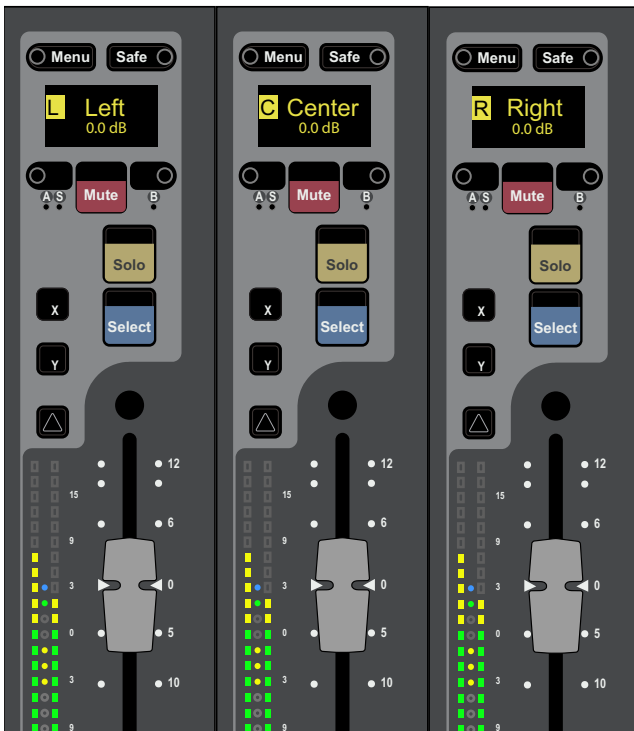 Menu Safe Menu Safe Menu Safe
L Left C Center R Right
0.0 dB 0.0 dB 0.0 dB
Mute Mute Mute
A S B A S B A S B
Solo Solo Solo
X X X
Select Select Select
Y Y Y
12 12 12
15 15 15
6 6 6
9 9 9
3 0 3 0 3 0
0 5 0 5 0 5
3 10 3 10 3 10
9 9 9